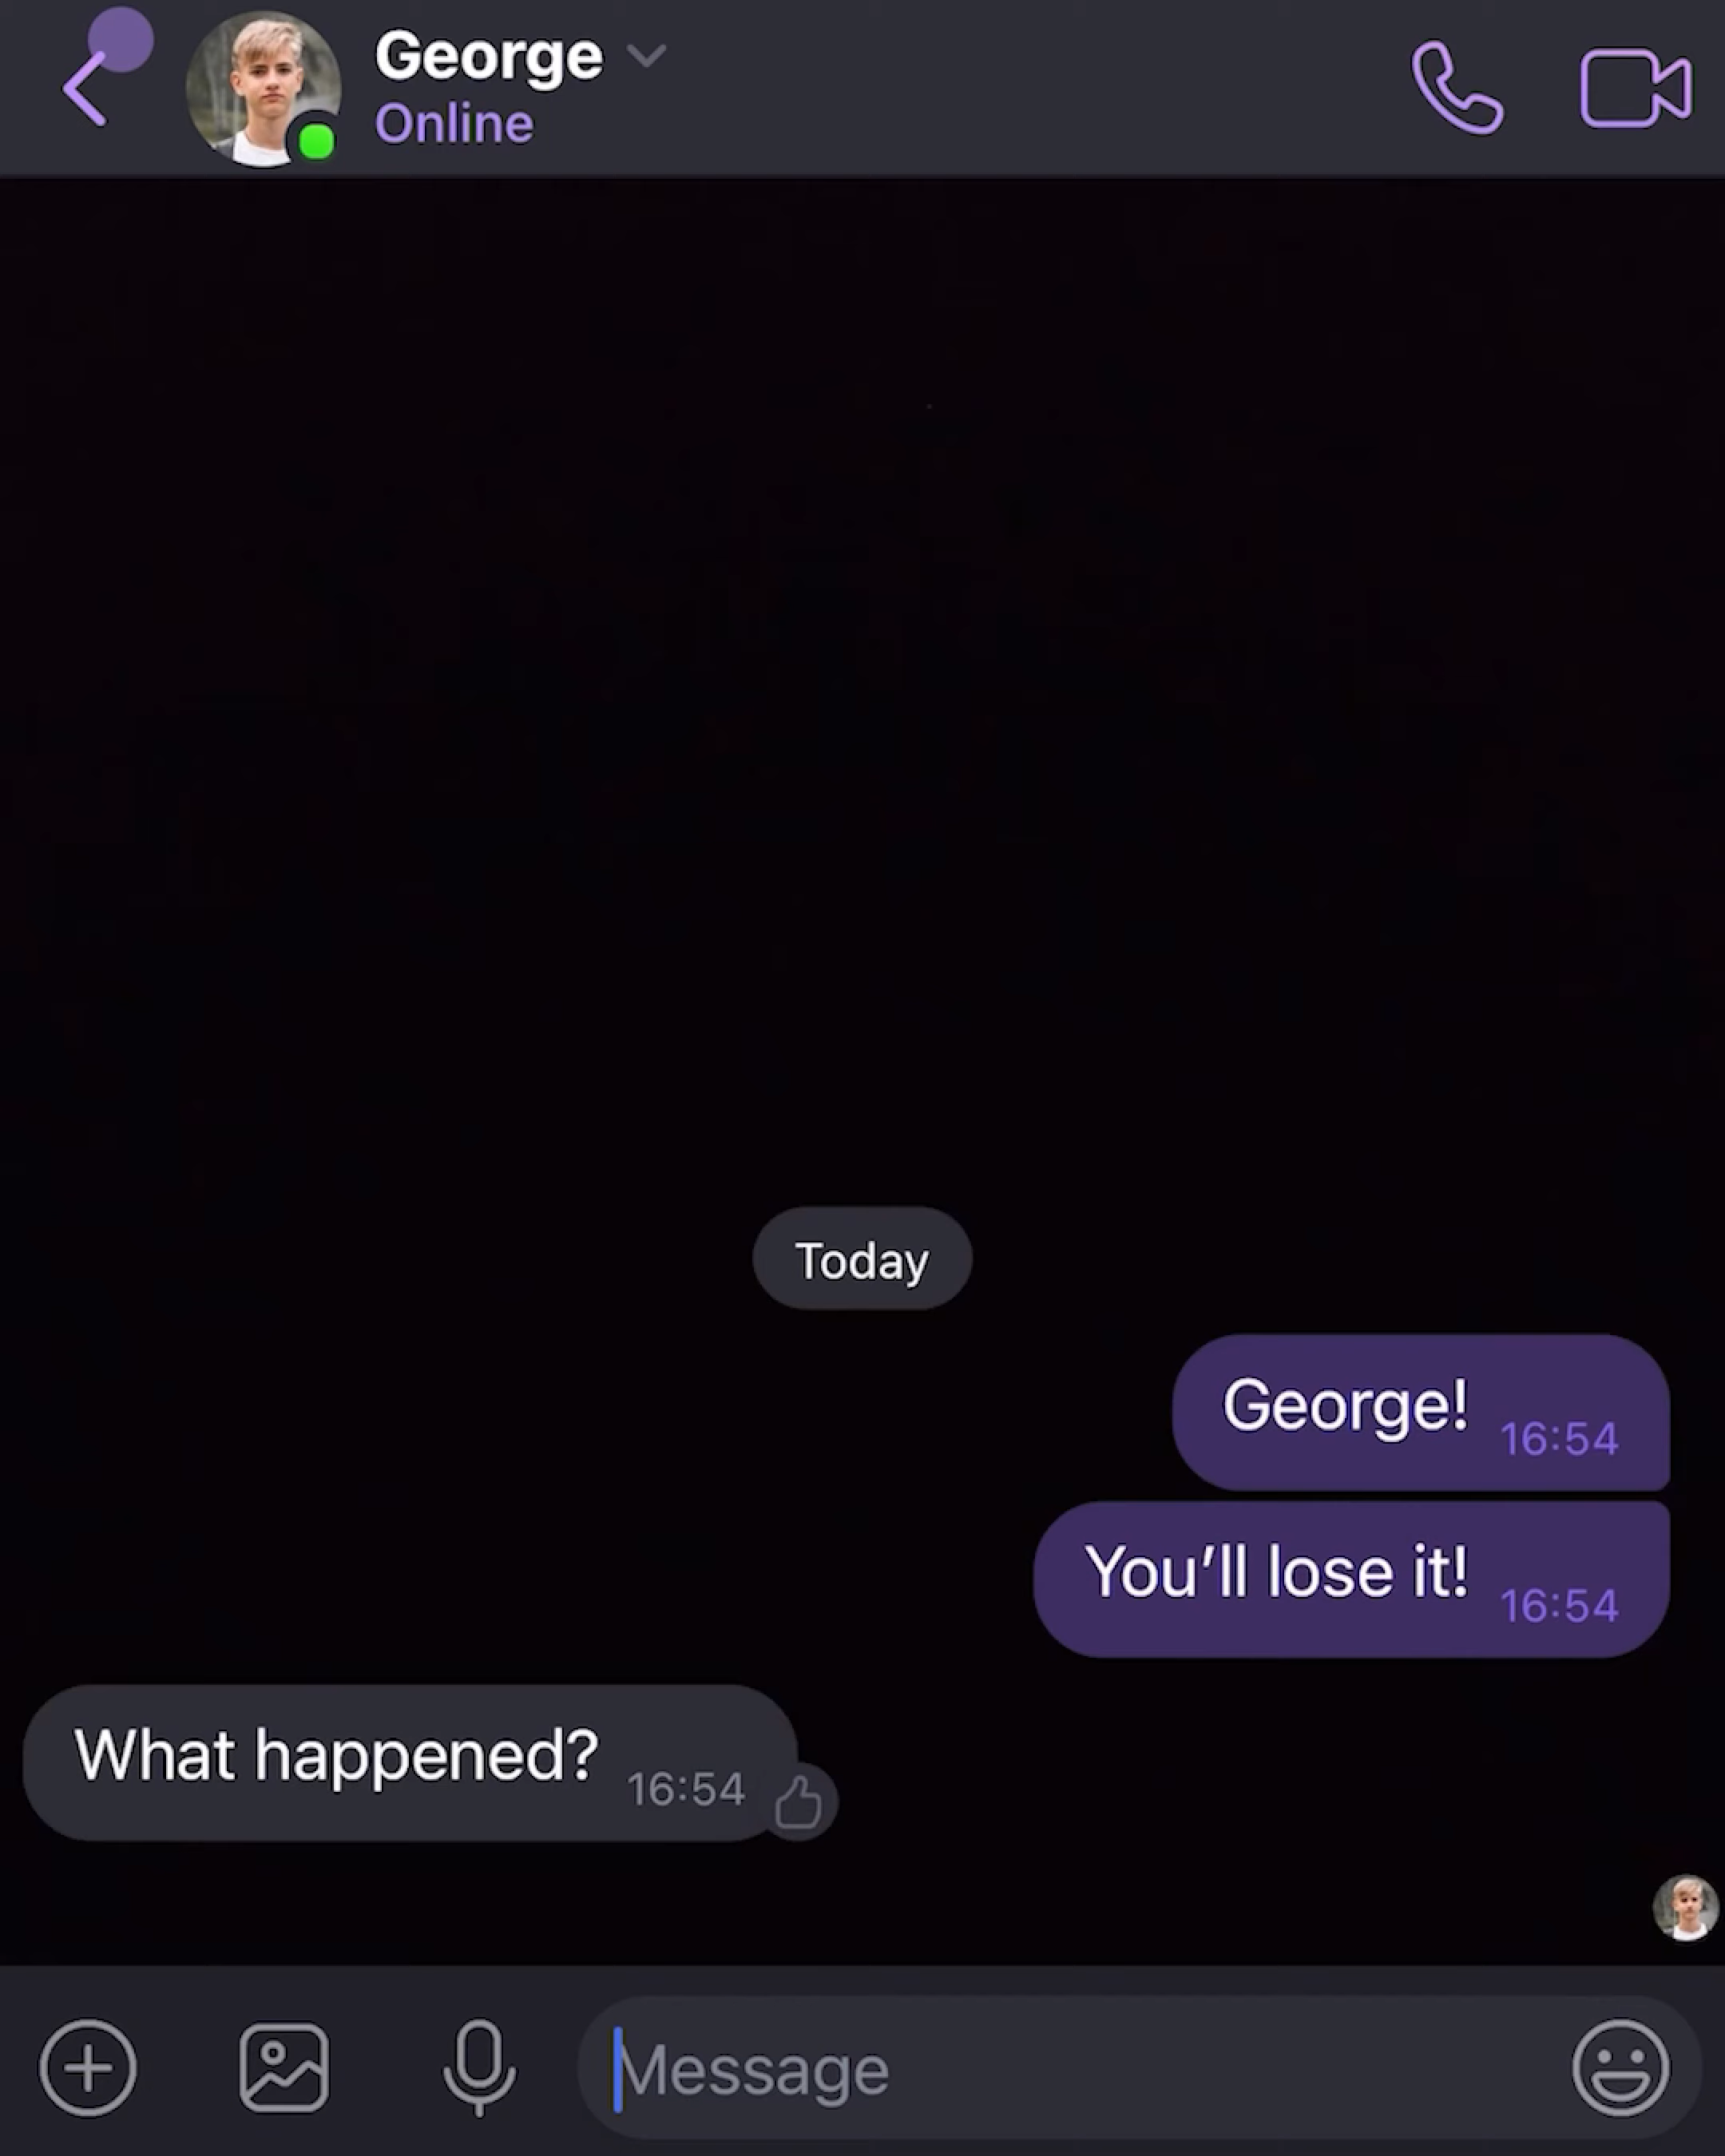 George
Online
Today
George! 16:54
You’ll lose it! 16:54
What happened? 16:54
Message